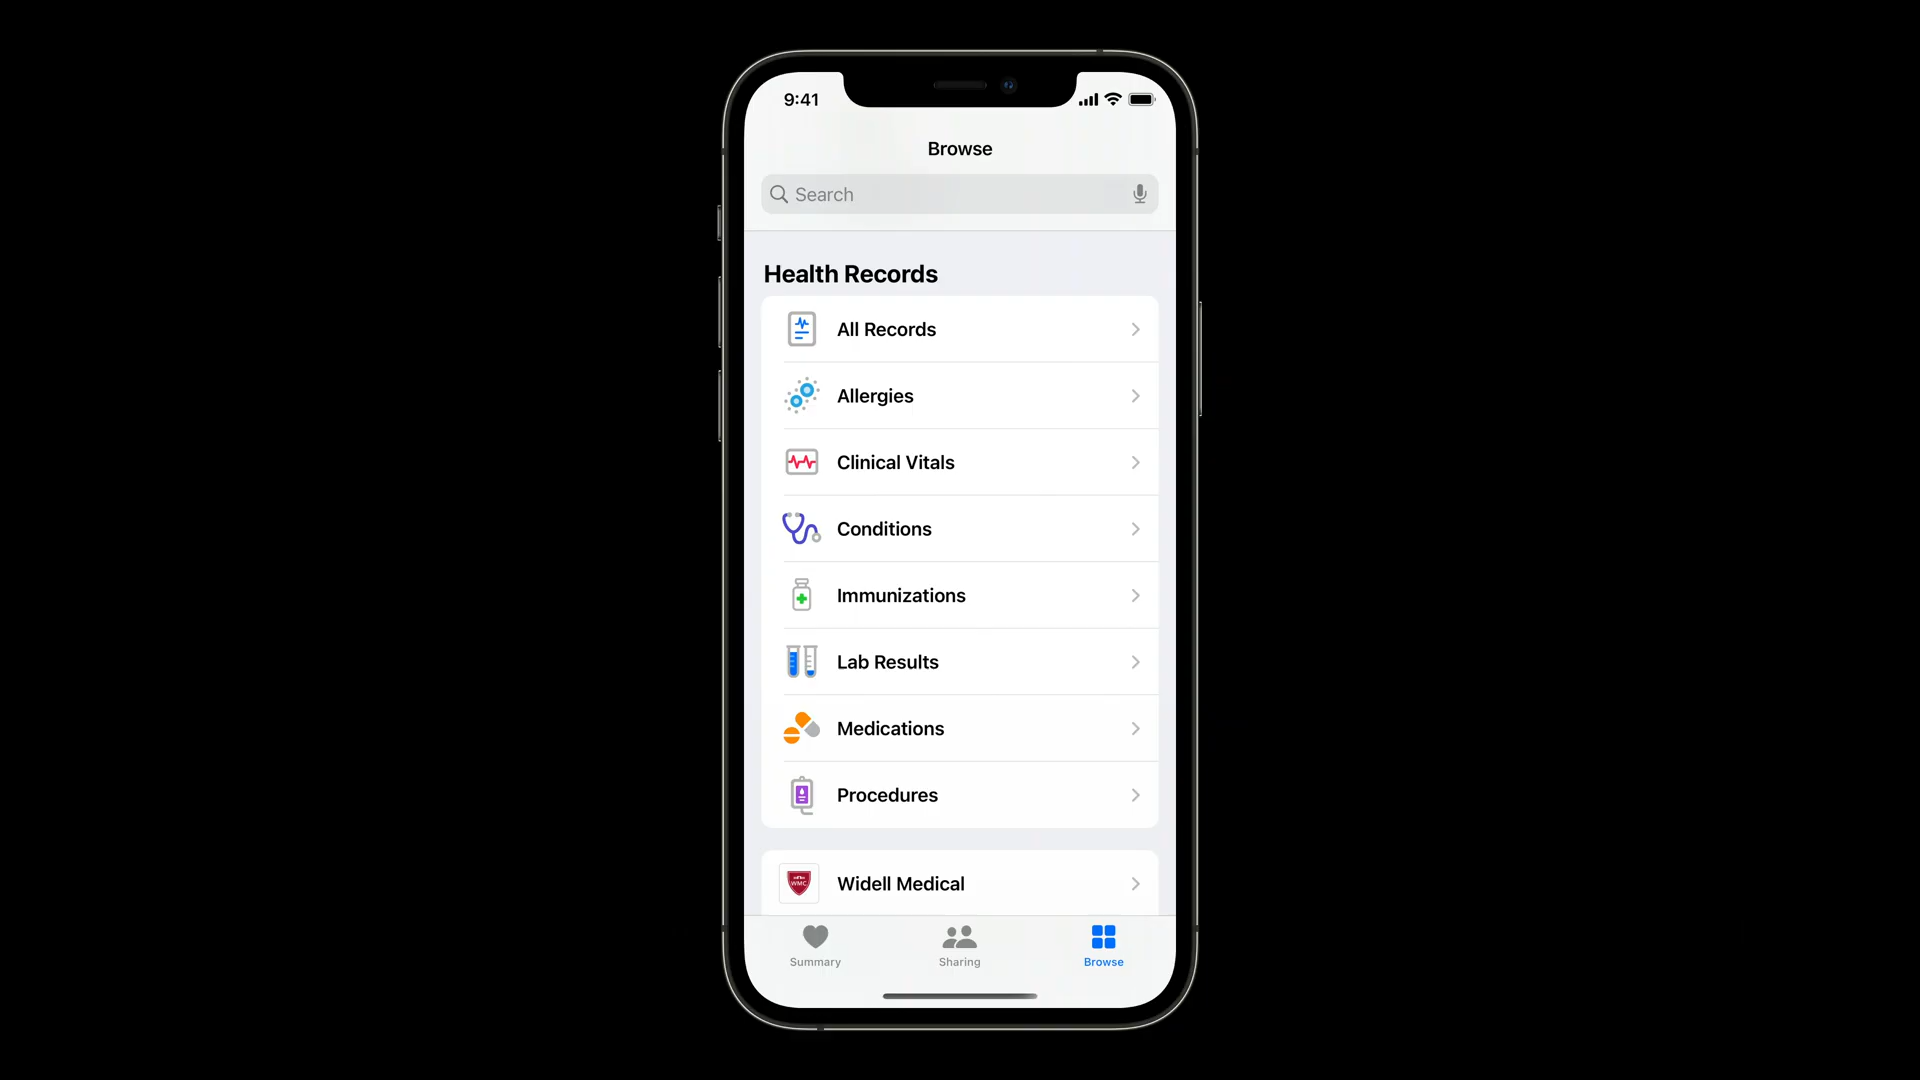 9:41
Browse
Search
Health Records
All Records
Allergies
Clinical Vitals
Conditions
Immunizations
Lab Results
Medications
Procedures
WMC
Widell Medical
Summary
Sharing
Browse